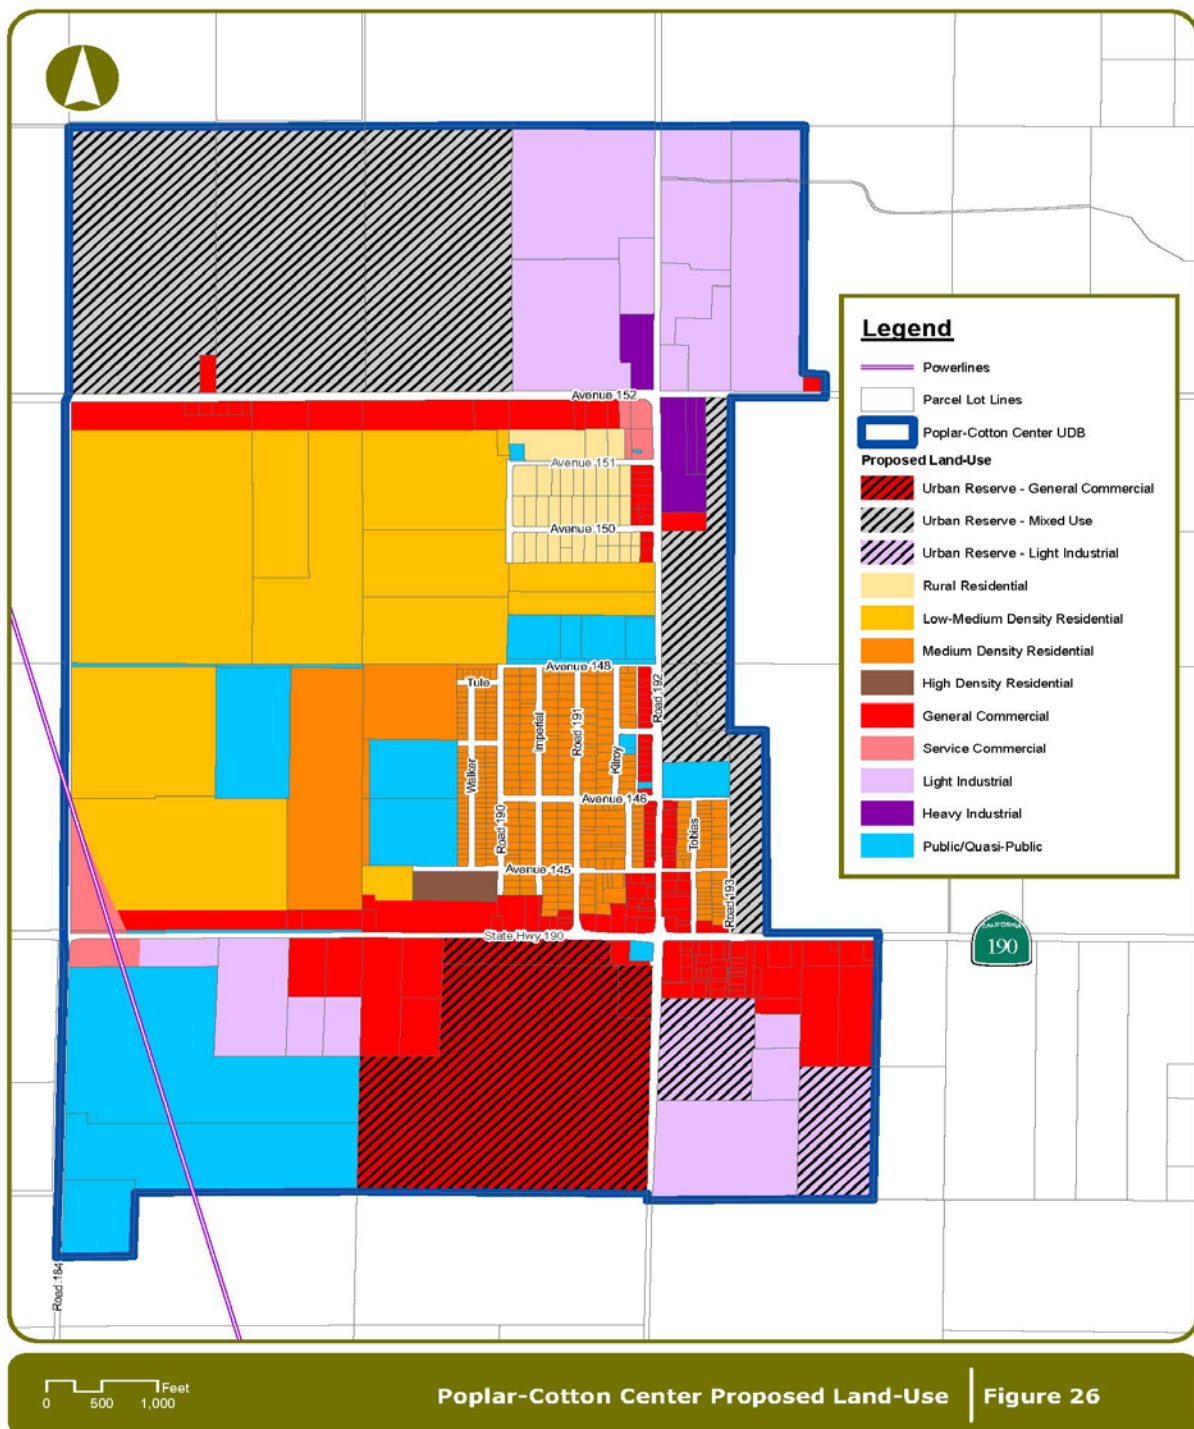 Avenue 152
Avenue 151
Avenue 150
Avenue 148
Tule
Imperial
Road 191
Road 192
Kilroy
Walker
Road 190
Avenue 146
Tobias
Avenue 145
Road 193
State Hwy 190
Road 184
Legend
Powerlines
Parcel Lot Lines
Poplar-Cotton Center UDB
Proposed Land-Use
Urban Reserve - General Commercial
Urban Reserve - Mixed Use
Urban Reserve - Light Industrial
Rural Residential
Low-Medium Density Residential
Medium Density Residential
High Density Residential
General Commercial
Service Commercial
Light Industrial
Heavy Industrial
Public/Quasi-Public
CALIFORNIA
190
Feet
0 500 1,000
Poplar-Cotton Center Proposed Land-Use
Figure 26